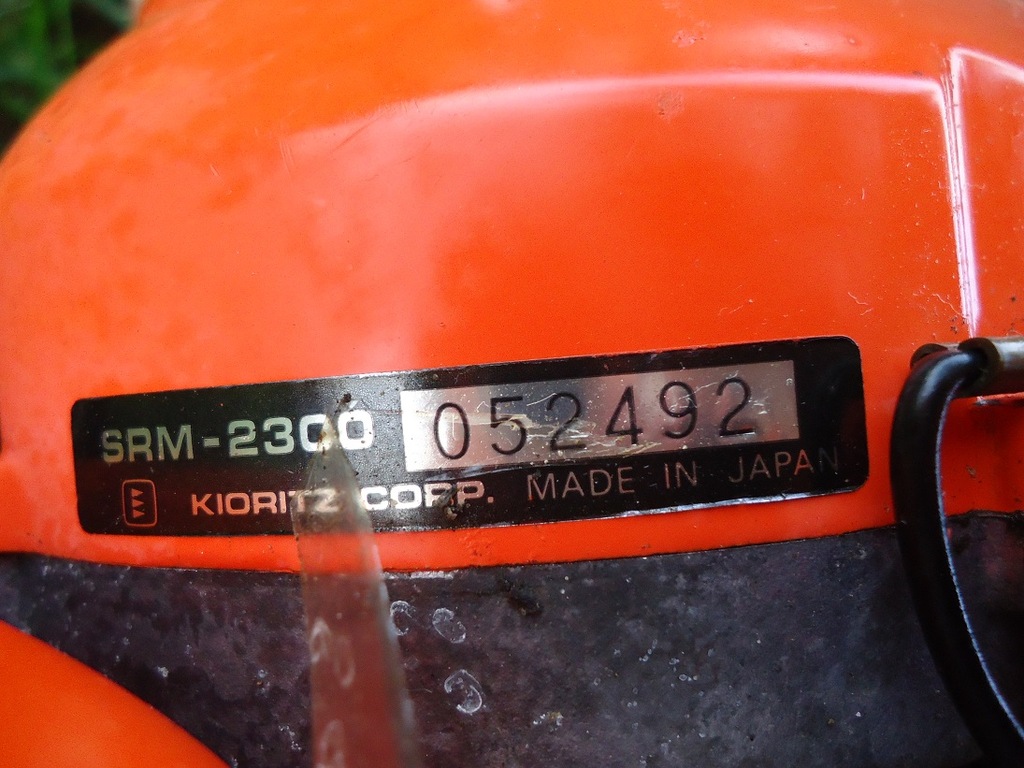 SRM-2300 052492
KIORITZ CORP. MADE IN JAPAN